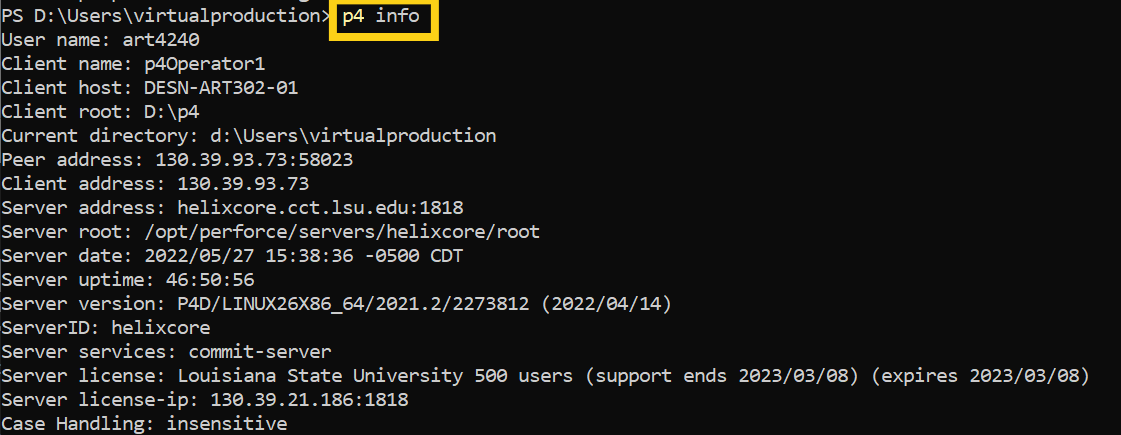 PS D:\Users\virtualproduction> p4 info
User name: art4240
Client name: p4Operator1
Client host: DESN-ART302-01
Client root: D:\p4
Current directory: d:\Users\virtualproduction
Peer address: 130.39.93.73:58023
Client address: 130.39.93.73
Server address: helixcore.cct.lsu.edu:1818
Server root: /opt/perforce/servers/helixcore/root
Server date: 2022/05/27 15:38:36 -0500 CDT
Server uptime: 46:50:56
Server version: P4D/LINUX26X86_64/2021.2/2273812 (2022/04/14)
ServerID: helixcore
Server services: commit-server
Server license: Louisiana State University 500 users (support ends 2023/03/08) (expires 2023/03/08)
Server license-ip: 130.39.21.186:1818
Case Handling: insensitive